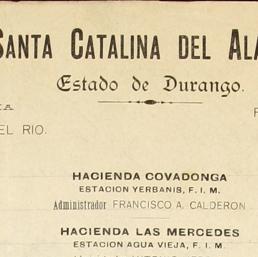 SANTA CATALINA DEL
Estado de Durango.
EL RIO.
HACIENDA COVADONGA
ESTACION YERBANIS, F. I. M.
Administrador FRANCISCO A. CALDERON
HACIENDA LAS MERCEDES
ESTACION AGUA VIEJA, F. I. M.